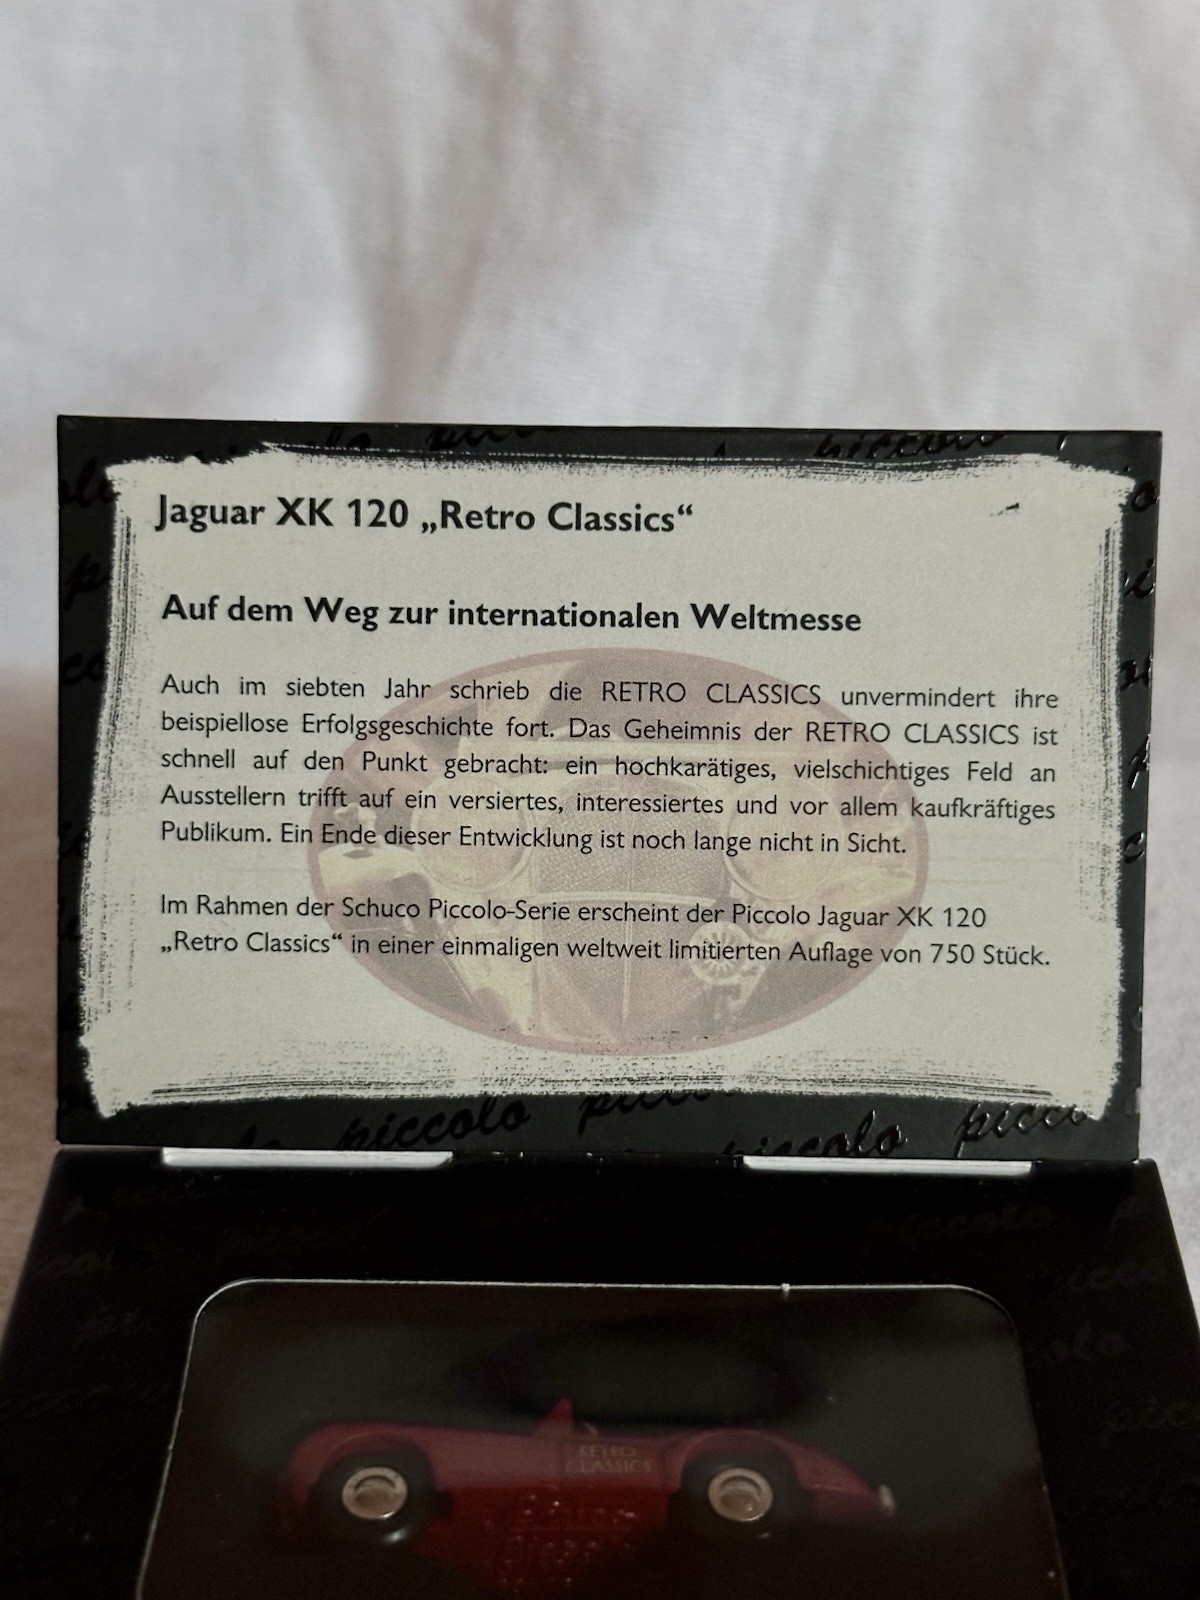 Jaguar XK 120 „Retro Classics“
Auf dem Weg zur internationalen Weltmesse
Auch im siebten Jahr schrieb die RETRO CLASSICS unvermindert ihre
beispiellose Erfolgsgeschichte fort. Das Geheimnis der RETRO CLASSICS ist
schnell auf den Punkt gebracht: ein hochkarätiges, vielschichtiges Feld an
Ausstellern trifft auf ein versiertes, interessiertes und vor allem kaufkräftiges
Publikum. Ein Ende dieser Entwicklung ist noch lange nicht in Sicht.
Im Rahmen der Schuco Piccolo-Serie erscheint der Piccolo Jaguar XK 120
„Retro Classics“ in einer einmaligen weltweit limitierten Auflage von 750 Stück.
piccolo piccolo piccolo
RETRO
CLASSICS